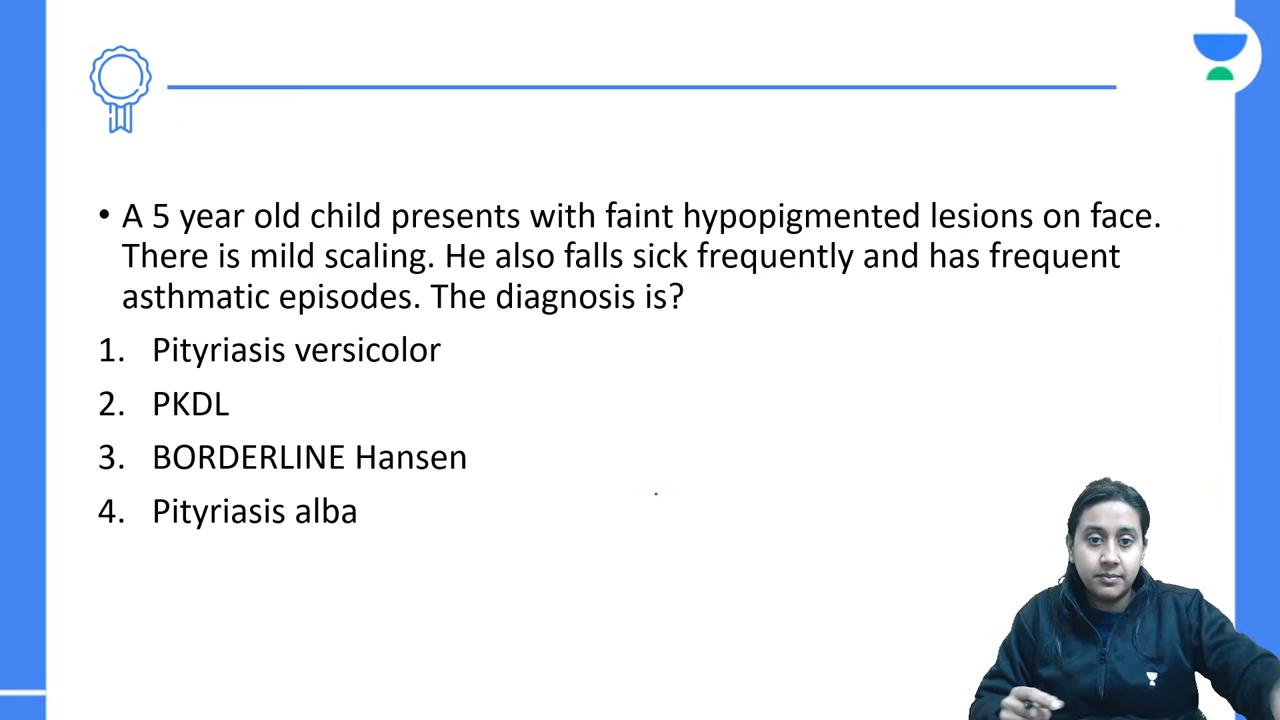 • A 5 year old child presents with faint hypopigmented lesions on face.
There is mild scaling. He also falls sick frequently and has frequent
asthmatic episodes. The diagnosis is?
1. Pityriasis versicolor
2. PKDL
3. BORDERLINE Hansen
4. Pityriasis alba